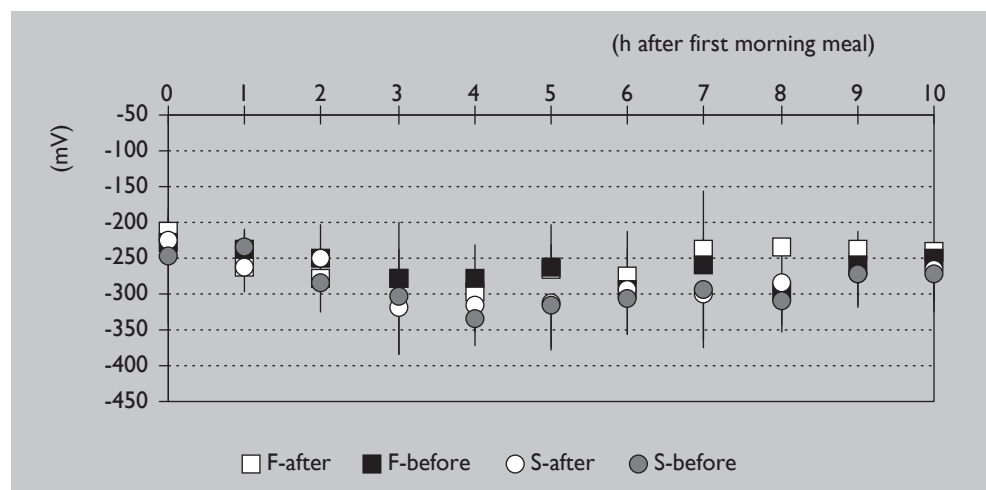 (h after first morning meal)
0 1 2 3 4 5 6 7 8 9 10
(mV)
-50
-100
-150
-200
-250
-300
-350
-400
-450
F-after F-before S-after S-before